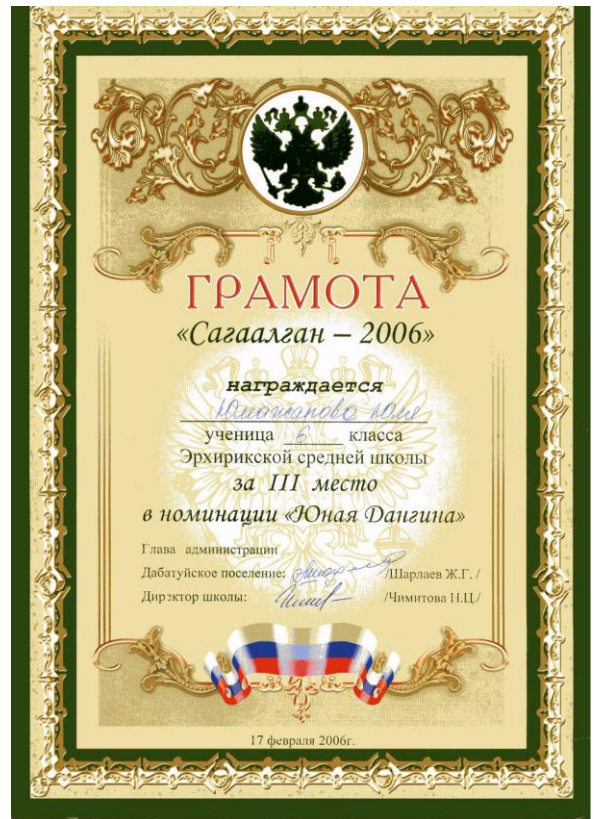 ГРАМОТА
«Сагаалган – 2006»
награждается
Юмжапова Юля
ученица 6 класса
Эрхирикской средней школы
за III место
в номинации «Юная Дангина»
Глава администрации
Дабатуйское поселение: /Шарлаев Ж.Г. /
Директор школы: /Чимитова Н.Ц./
17 февраля 2006г.